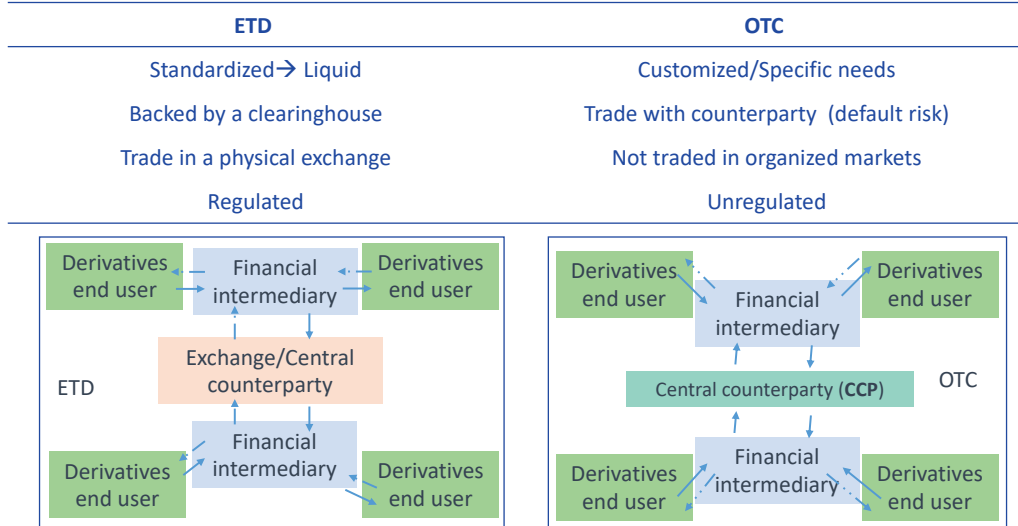 ETD OTC
Standardized→ Liquid Customized/Specific needs
Backed by a clearinghouse Trade with counterparty (default risk)
Trade in a physical exchange Not traded in organized markets
Regulated Unregulated
Derivatives
end user
Financial
intermediary
Derivatives
end user
Exchange/Central
counterparty
ETD
Financial
intermediary
Derivatives
end user
Derivatives
end user
Derivatives
end user
Financial
intermediary
Derivatives
end user
Central counterparty (CCP)
OTC
Derivatives
end user
Financial
intermediary
Derivatives
end user